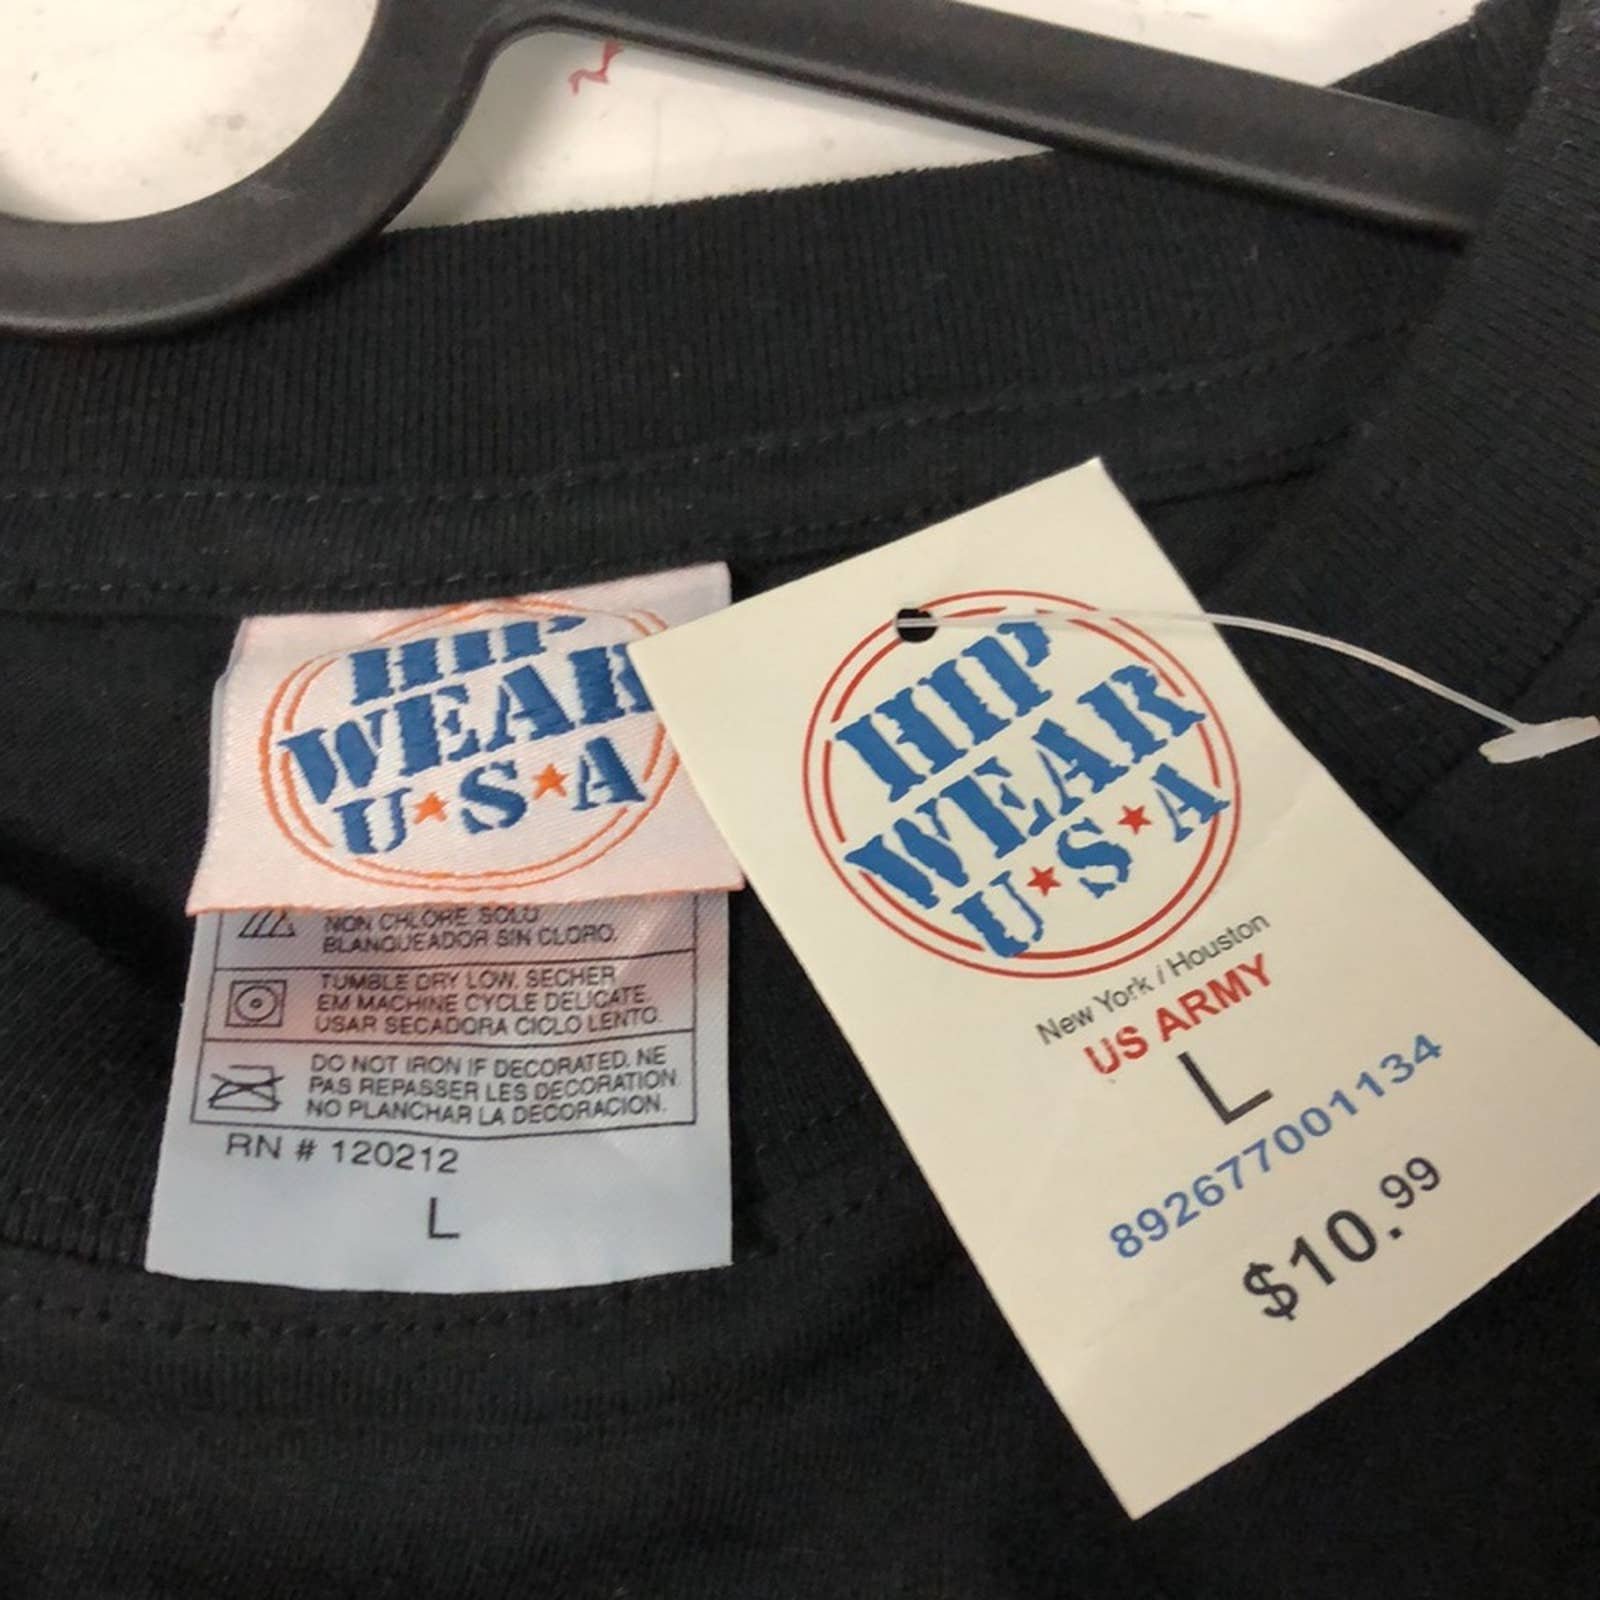 HIP
WEAR
U★S★A
NON CHLORE. SOLO
BLANQUEADOR SIN CLORO.
TUMBLE DRY LOW. SECHER
EM MACHINE CYCLE DELICATE.
USAR SECADORA CICLO LENTO.
DO NOT IRON IF DECORATED. NE
PAS REPASSER LES DECORATION
NO PLANCHAR LA DECORACION.
RN # 120212
L
HIP
WEAR
U★S★A
New York / Houston
US ARMY
L
892677001134
$10.99